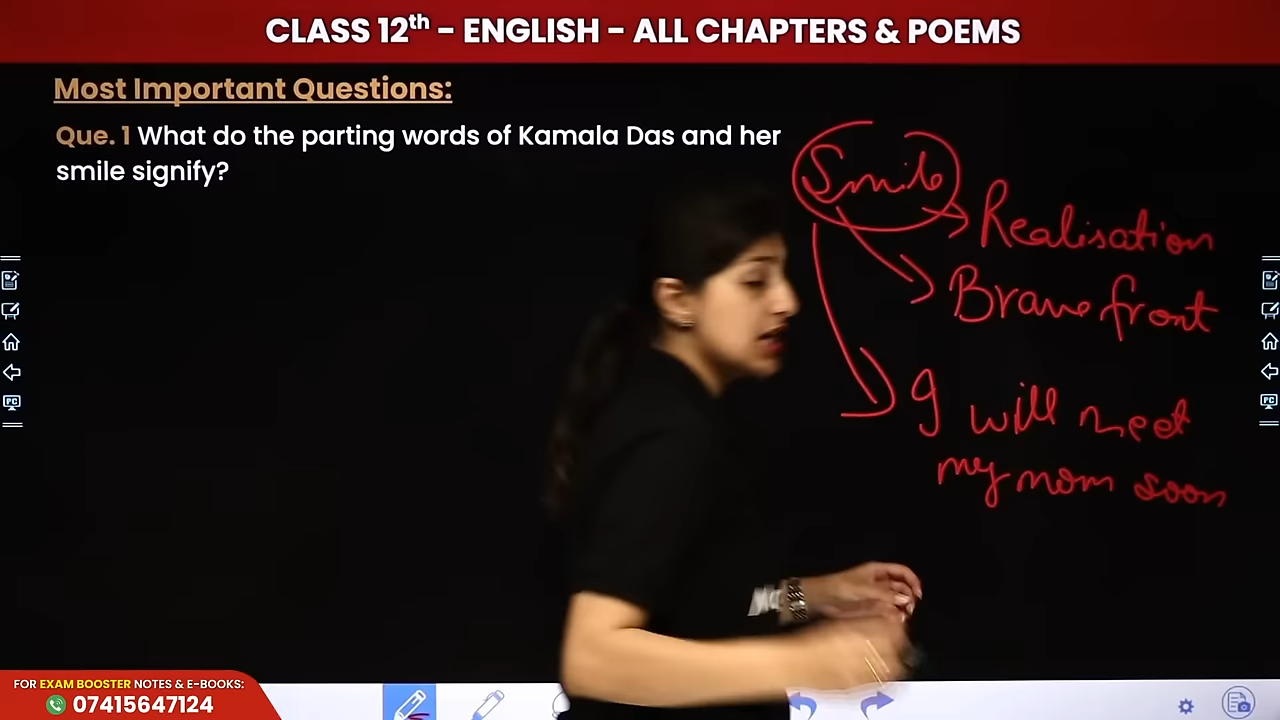 CLASS 12th - ENGLISH - ALL CHAPTERS & POEMS
Most Important Questions:
Que. 1 What do the parting words of Kamala Das and her
smile signify?
Smile
Realisation
Brave front
I will meet
my mom soon
FOR EXAM BOOSTER NOTES & E-BOOKS:
07415647124